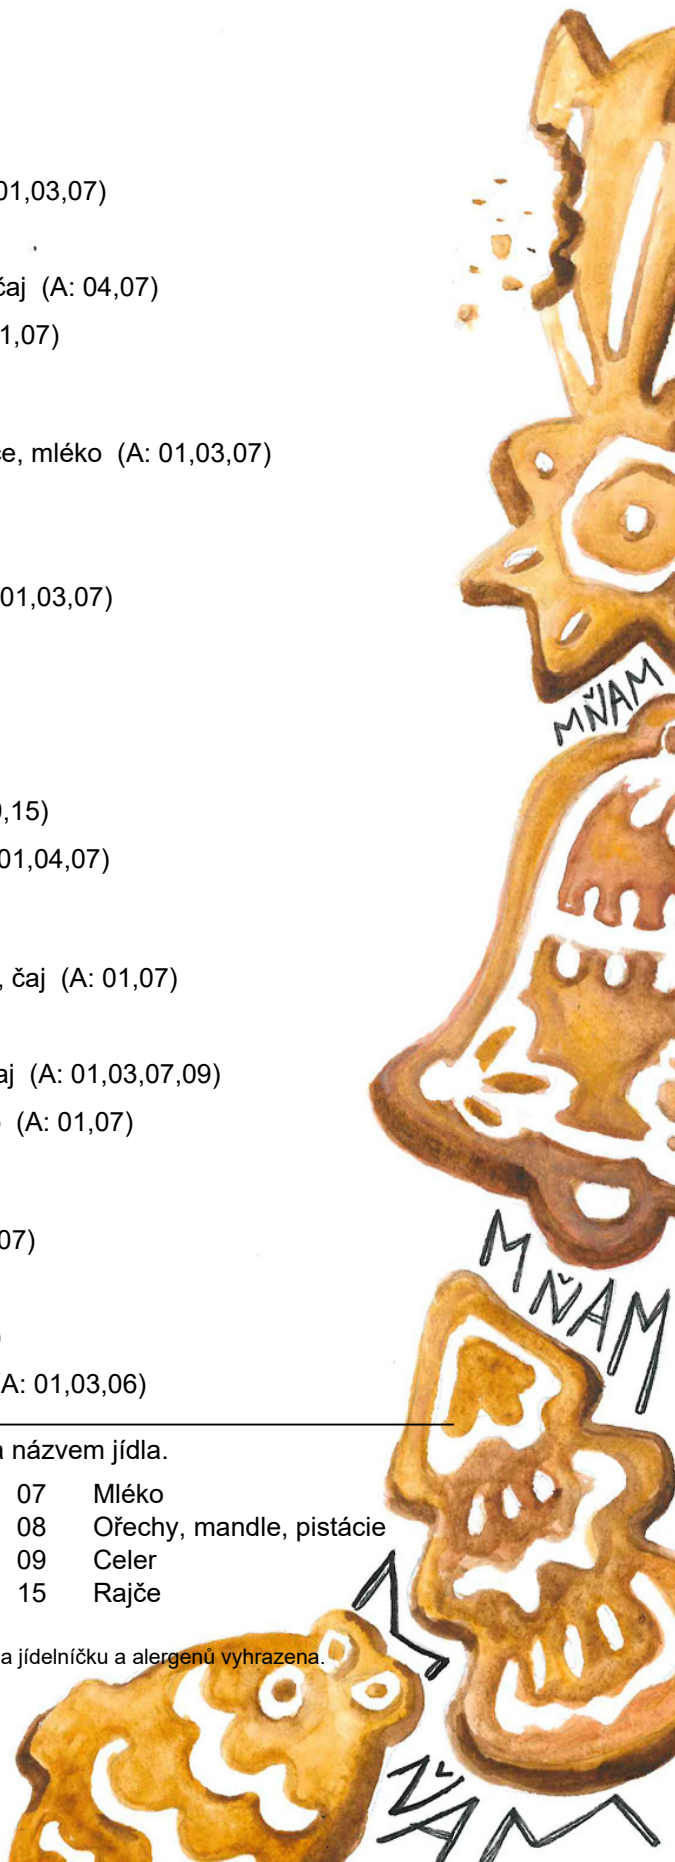 01,03,07)
čaj (A: 04,07)
1,07)
ce, mléko (A: 01,03,07)
01,03,07)
,15)
01,04,07)
, čaj (A: 01,07)
aj (A: 01,03,07,09)
(A: 01,07)
07)
)
A: 01,03,06)
a názvem jídla.
07 Mléko
08 Ořechy, mandle, pistácie
09 Celer
15 Rajče
a jídelníčku a alergenů vyhrazena.
MŇAM
MŇAM
MŇAM